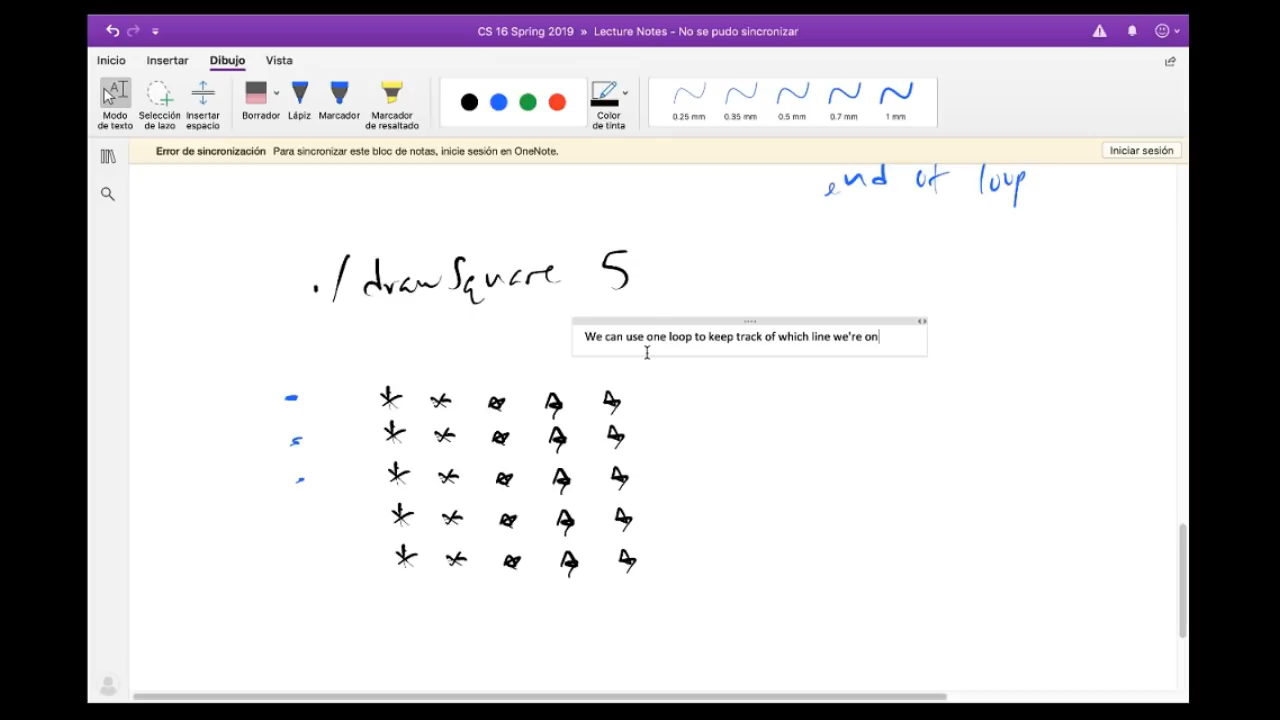 CS 16 Spring 2019 » Lecture Notes - No se pudo sincronizar
Inicio Insertar Dibujo Vista
Modo de texto
Selección de lazo
Insertar espacio
Borrador
Lápiz
Marcador
Marcador de resaltado
Color de tinta
0.25 mm 0.35 mm 0.5 mm 0.7 mm 1 mm
Error de sincronización Para sincronizar este bloc de notas, inicie sesión en OneNote. Iniciar sesión
end of loop
./drawSquare 5
We can use one loop to keep track of which line we're on
* * * * *
* * * * *
* * * * *
* * * * *
* * * * *